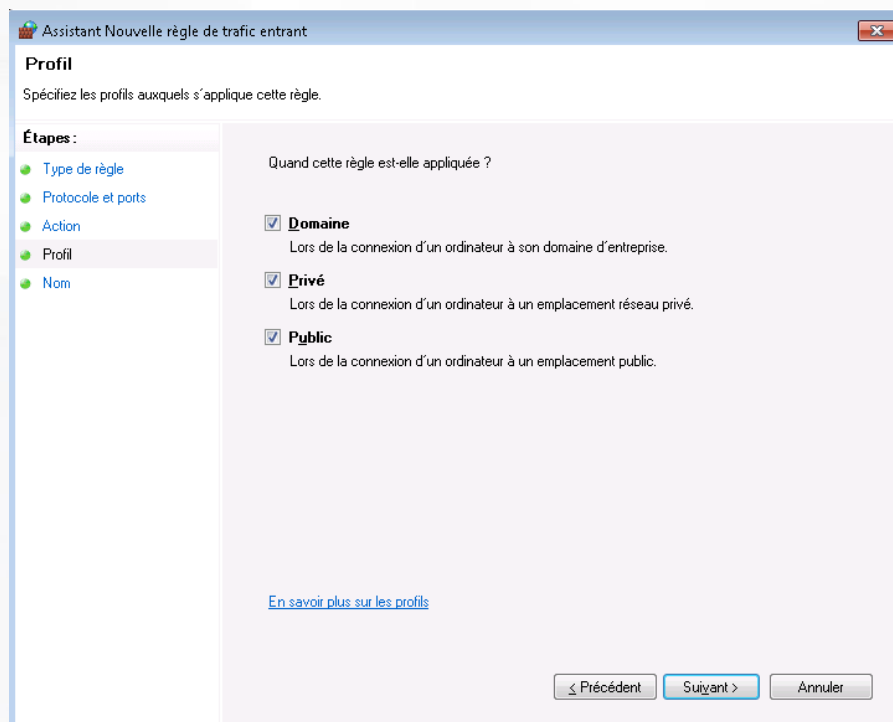 Assistant Nouvelle règle de trafic entrant
Profil
Spécifiez les profils auxquels s'applique cette règle.
Étapes :
Type de règle
Protocole et ports
Action
Profil
Nom
Quand cette règle est-elle appliquée ?
Domaine
Lors de la connexion d'un ordinateur à son domaine d'entreprise.
Privé
Lors de la connexion d'un ordinateur à un emplacement réseau privé.
Public
Lors de la connexion d'un ordinateur à un emplacement public.
En savoir plus sur les profils
< Précédent
Suivant >
Annuler